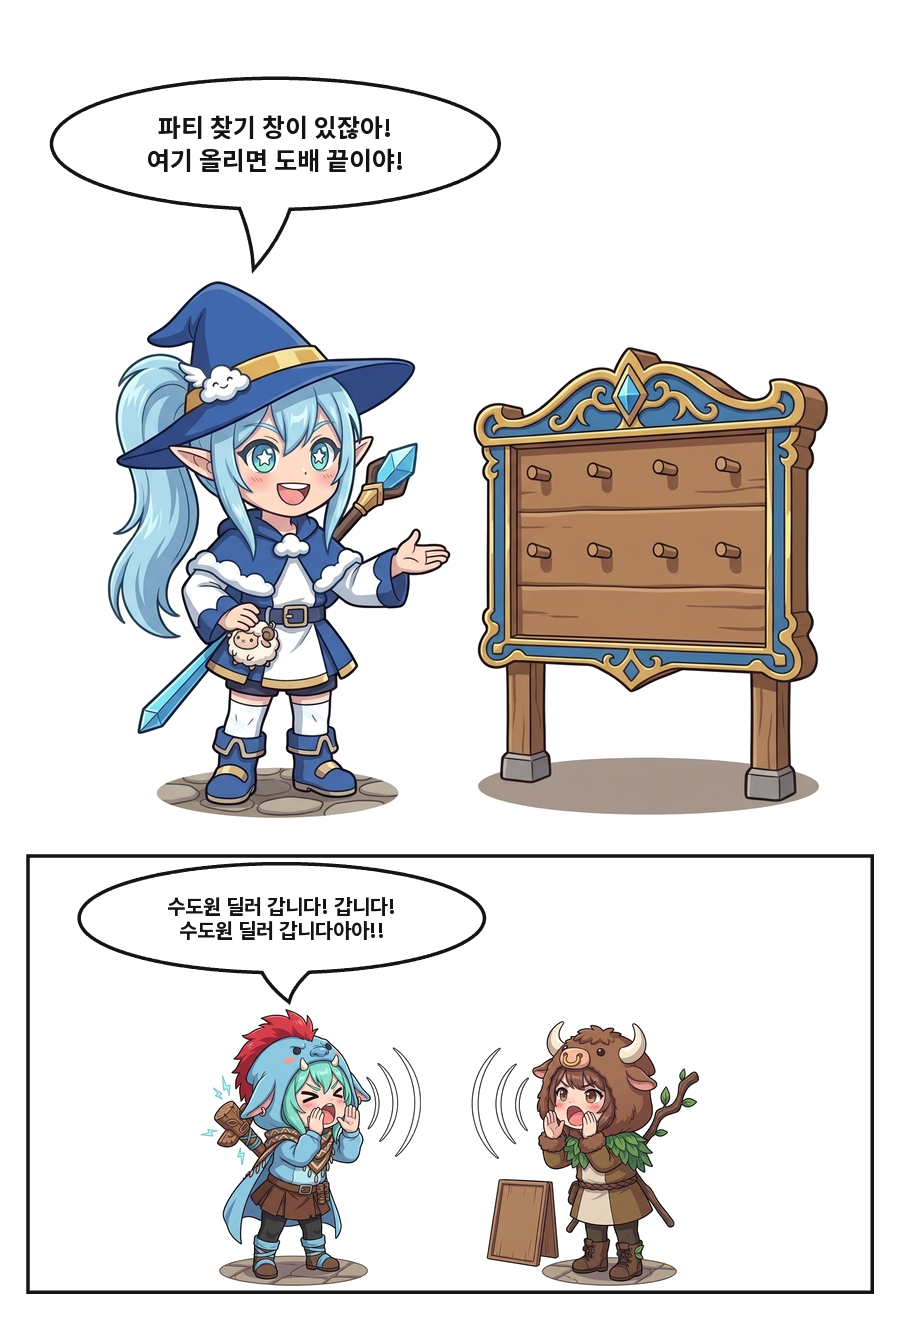 파티 찾기 창이 있잖아!
여기 올리면 도배 끝이야!
수도원 딜러 갑니다! 갑니다!
수도원 딜러 갑니다아아!!